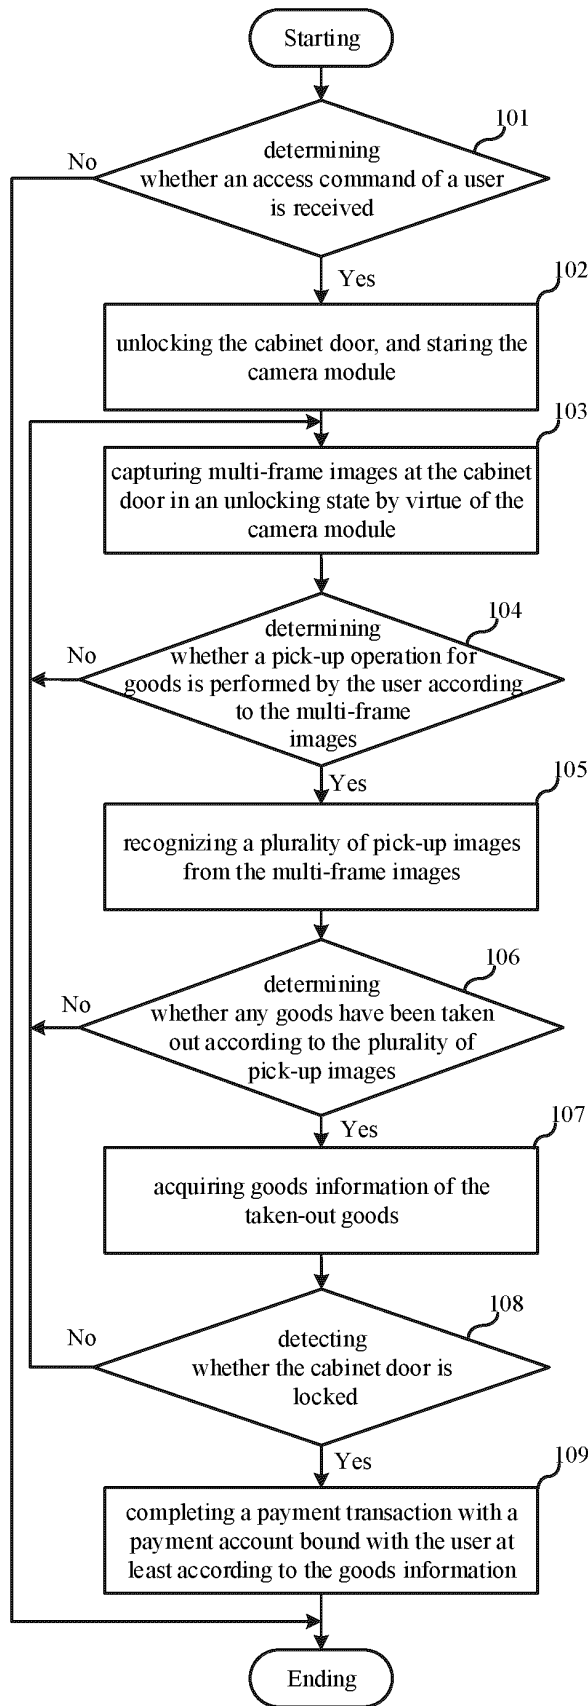 Starting
101
No
determining
whether an access command of a user
is received
Yes
102
unlocking the cabinet door, and staring the
camera module
103
capturing multi-frame images at the cabinet
door in an unlocking state by virtue of the
camera module
104
No
determining
whether a pick-up operation for
goods is performed by the user according
to the multi-frame
images
Yes
105
recognizing a plurality of pick-up images
from the multi-frame images
106
No
determining
whether any goods have been taken
out according to the plurality of
pick-up images
Yes
107
acquiring goods information of the
taken-out goods
108
No
detecting
whether the cabinet door is
locked
Yes
109
completing a payment transaction with a
payment account bound with the user at
least according to the goods information
Ending